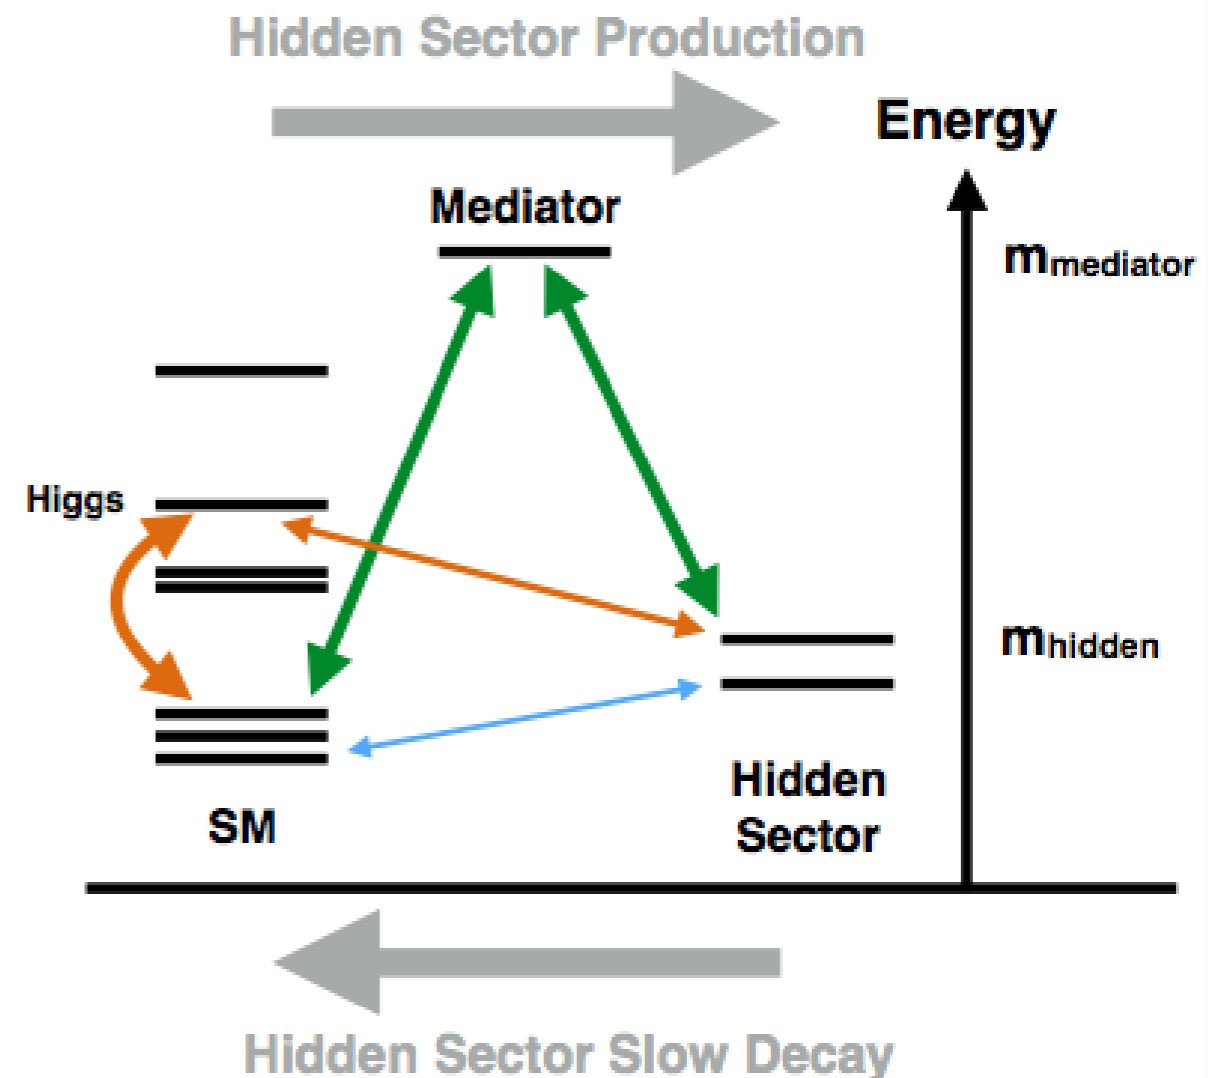 Hidden Sector Production
Energy
Mediator
mmediator
Higgs
mhidden
Hidden
Sector
SM
Hidden Sector Slow Decay